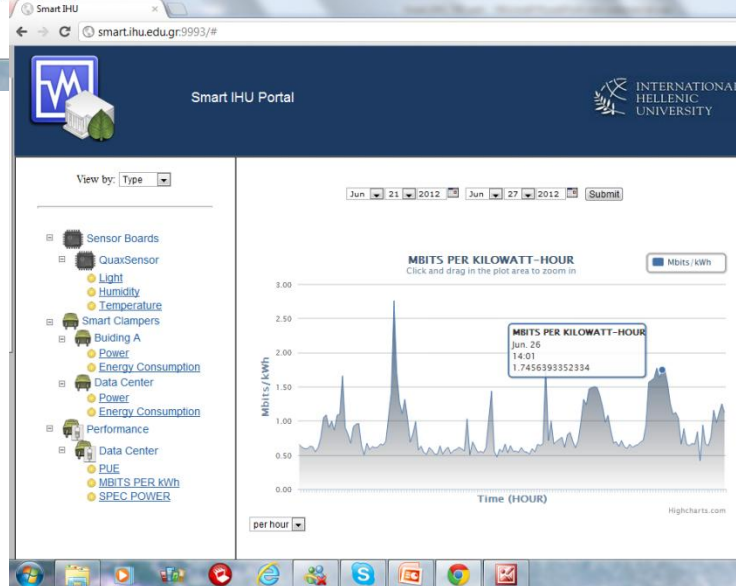 Smart IHU
smart.ihu.edu.gr:9993/#
Smart IHU Portal
INTERNATIONAL
HELLENIC
UNIVERSITY
View by: Type
Jun 21 2012 Jun 27 2012 Submit
Sensor Boards
QuaxSensor
Light
Humidity
Temperature
Smart Clampers
Buiding A
Power
Energy Consumption
Data Center
Power
Energy Consumption
Performance
Data Center
PUE
MBITS PER kWh
SPEC POWER
MBITS PER KILOWATT-HOUR
Click and drag in the plot area to zoom in
Mbits/kWh
3.00
2.50
2.00
1.50
1.00
0.50
0.00
Mbits/kWh
MBITS PER KILOWATT-HOUR
Jun. 26
14:01
1.7456393352334
Time (HOUR)
Highcharts.com
per hour